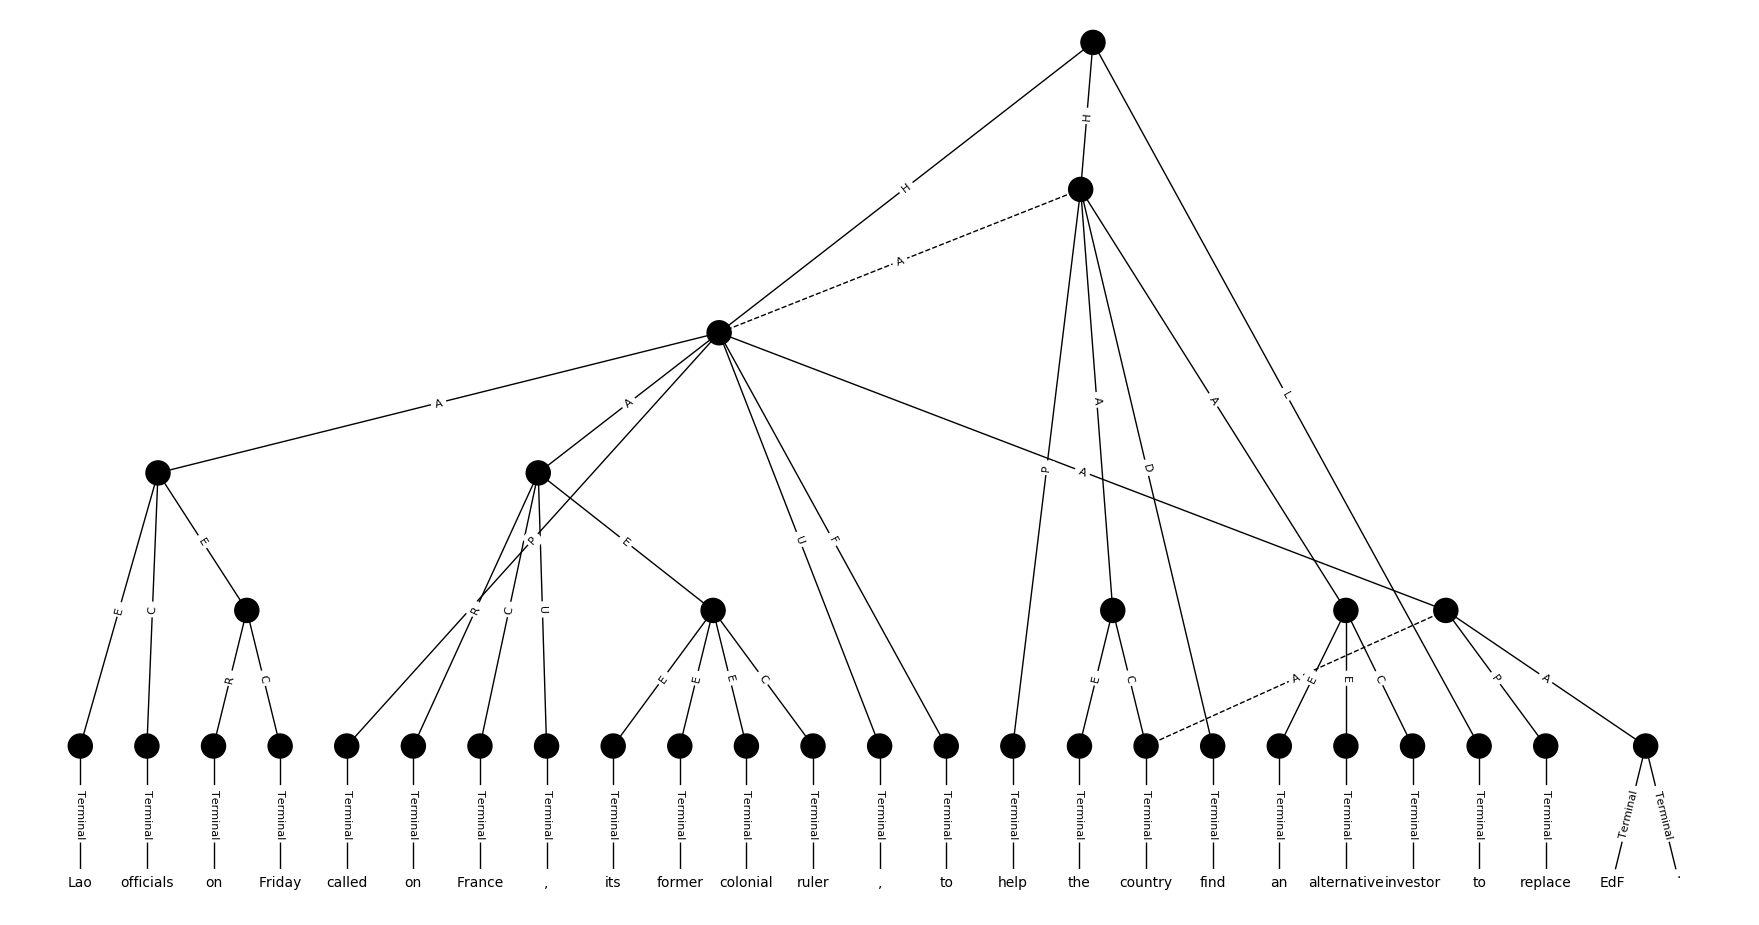 H
H
A
A
A
L
A
A
A
P
D
A
E
P
E
U
F
E
C
R
C
U
R
C
E
E
E
C
E
C
A
E
E
C
P
A
Terminal Terminal Terminal Terminal Terminal Terminal Terminal Terminal Terminal Terminal Terminal Terminal Terminal Terminal Terminal Terminal Terminal Terminal Terminal Terminal Terminal Terminal Terminal Terminal Terminal
Lao officials on Friday called on France , its former colonial ruler , to help the country find an alternative investor to replace EdF .